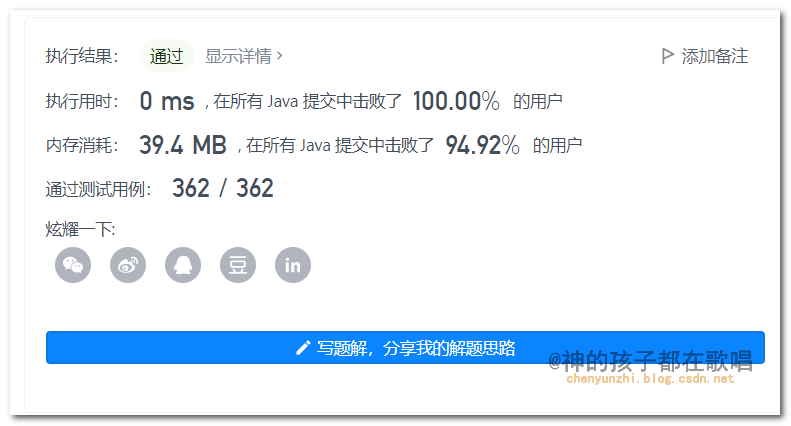 执行结果： 通过 显示详情 > 添加备注
执行用时： 0 ms , 在所有 Java 提交中击败了 100.00% 的用户
内存消耗： 39.4 MB , 在所有 Java 提交中击败了 94.92% 的用户
通过测试用例： 362 / 362
炫耀一下:
豆 in
写题解，分享我的解题思路
@神的孩子都在歌唱
chenyunzhi.blog.csdn.net